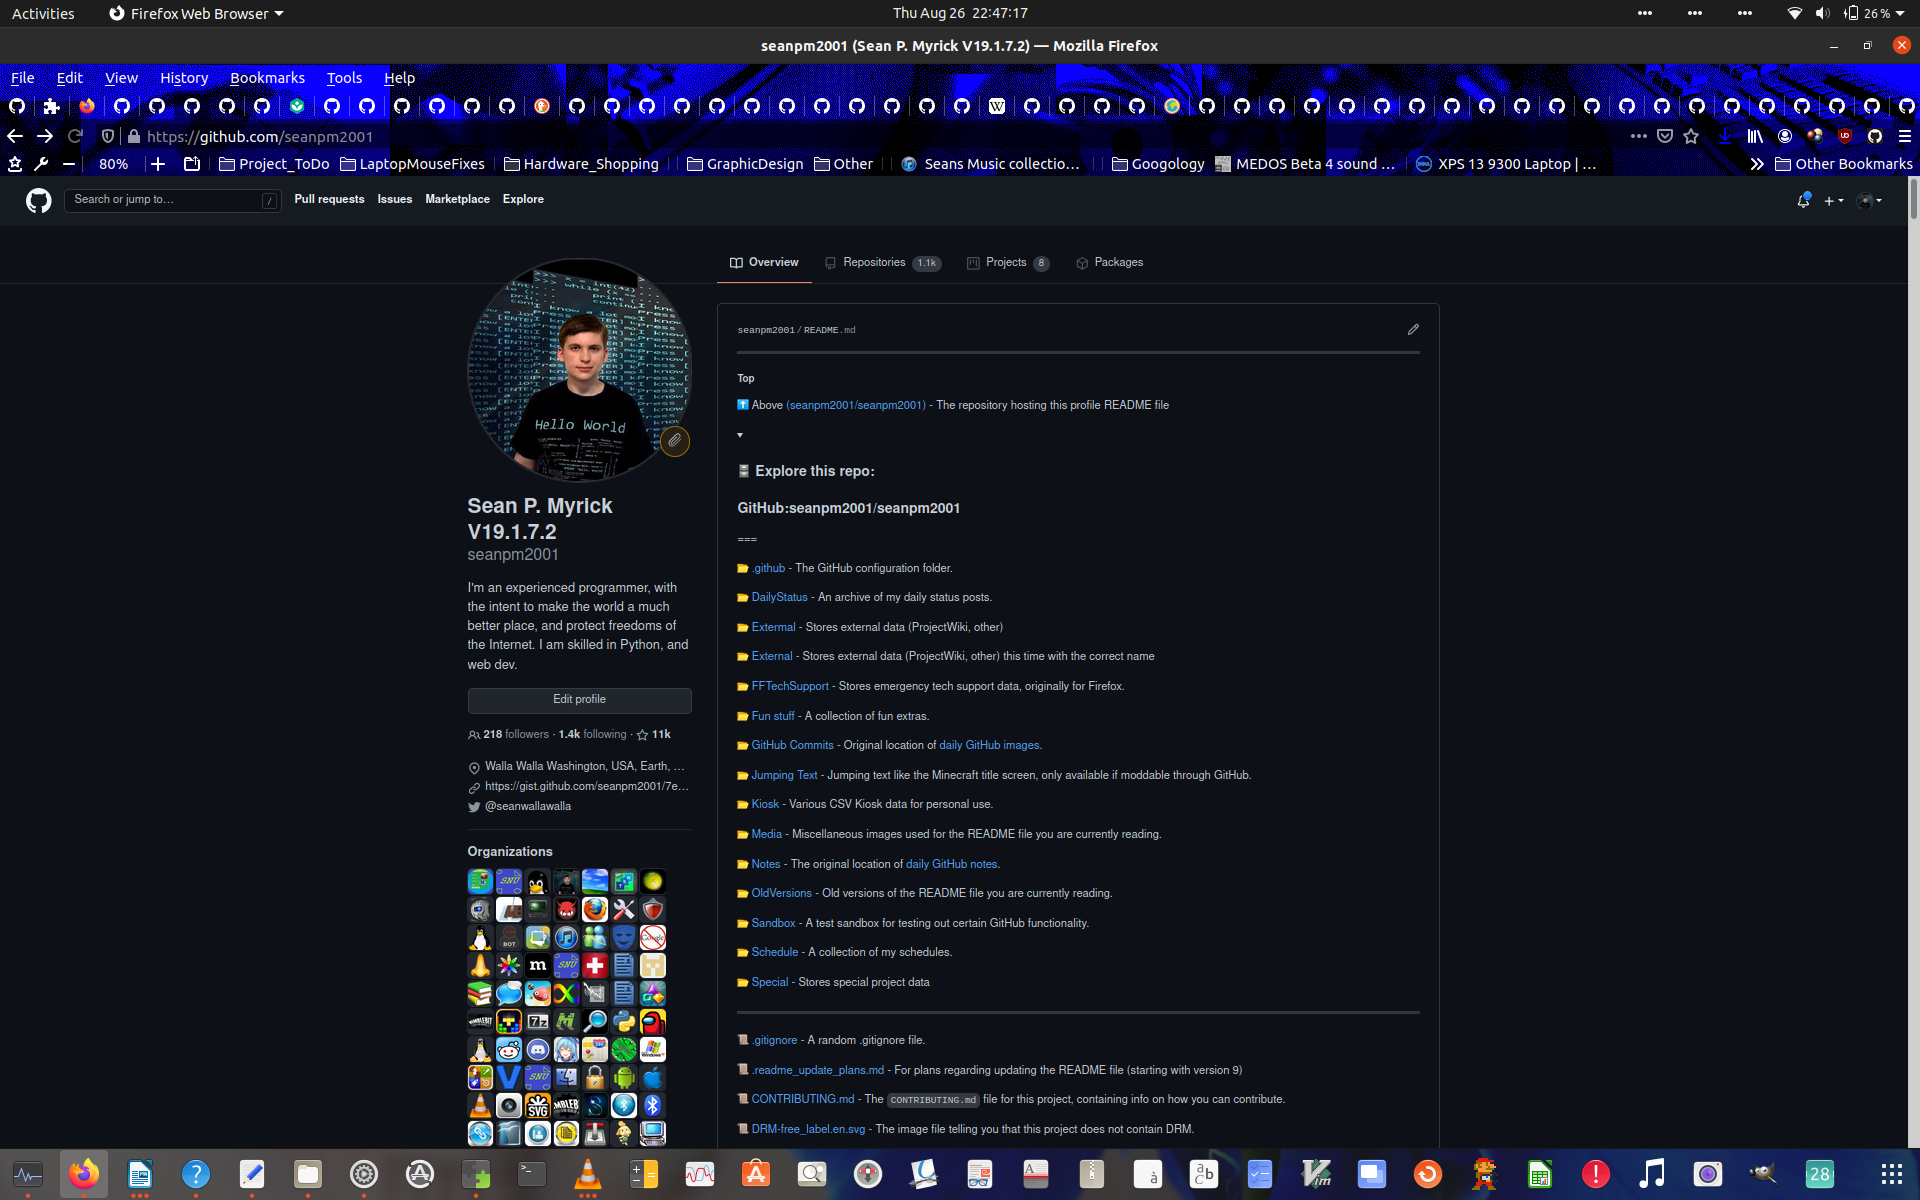 Activities
Firefox Web Browser
Thu Aug 26 22:47:17
26%
seanpm2001 (Sean P. Myrick V19.1.7.2) — Mozilla Firefox
File Edit View History Bookmarks Tools Help
https://github.com/seanpm2001
80%
Project_ToDo
LaptopMouseFixes
Hardware_Shopping
GraphicDesign
Other
Seans Music collectio…
Googology
MEDOS Beta 4 sound …
XPS 13 9300 Laptop | …
Other Bookmarks
Search or jump to…
/
Pull requests
Issues
Marketplace
Explore
Overview
Repositories 1.1k
Projects 8
Packages
Hello World
Sean P. Myrick
V19.1.7.2
seanpm2001
I'm an experienced programmer, with
the intent to make the world a much
better place, and protect freedoms of
the Internet. I am skilled in Python, and
web dev.
Edit profile
218 followers · 1.4k following · 11k
Walla Walla Washington, USA, Earth, …
https://gist.github.com/seanpm2001/7e…
@seanwallawalla
Organizations
seanpm2001/README.md
Top
Above (seanpm2001/seanpm2001) - The repository hosting this profile README file
Explore this repo:
GitHub:seanpm2001/seanpm2001
===
.github - The GitHub configuration folder.
DailyStatus - An archive of my daily status posts.
Extermal - Stores external data (ProjectWiki, other)
External - Stores external data (ProjectWiki, other) this time with the correct name
FFTechSupport - Stores emergency tech support data, originally for Firefox.
Fun stuff - A collection of fun extras.
GitHub Commits - Original location of daily GitHub images.
Jumping Text - Jumping text like the Minecraft title screen, only available if moddable through GitHub.
Kiosk - Various CSV Kiosk data for personal use.
Media - Miscellaneous images used for the README file you are currently reading.
Notes - The original location of daily GitHub notes.
OldVersions - Old versions of the README file you are currently reading.
Sandbox - A test sandbox for testing out certain GitHub functionality.
Schedule - A collection of my schedules.
Special - Stores special project data
.gitignore - A random .gitignore file.
.readme_update_plans.md - For plans regarding updating the README file (starting with version 9)
CONTRIBUTING.md - The CONTRIBUTING.md file for this project, containing info on how you can contribute.
DRM-free_label.en.svg - The image file telling you that this project does not contain DRM.
28